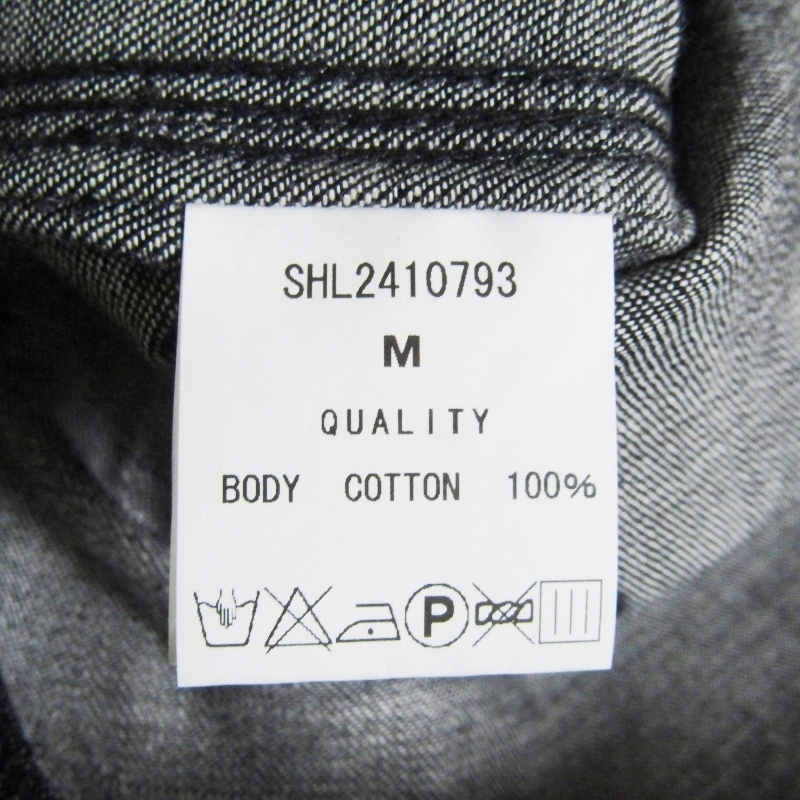 SHL2410793
M
QUALITY
BODY COTTON 100%
P